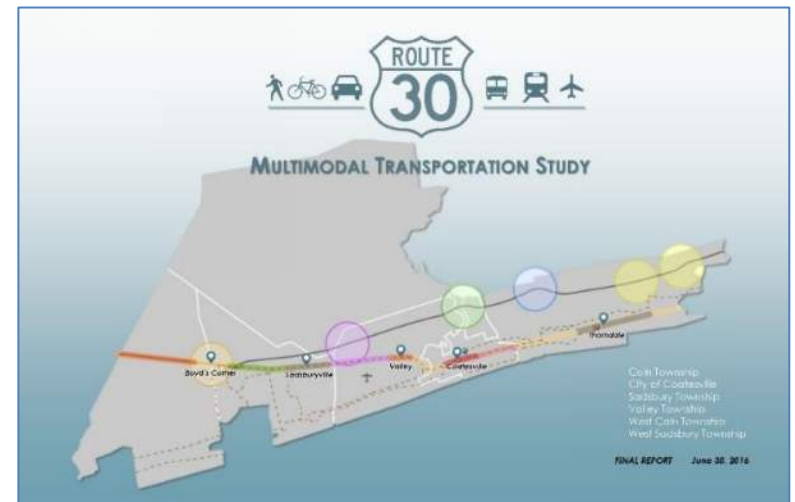 ROUTE
30
MULTIMODAL TRANSPORTATION STUDY
Boyd's Corner
Sadsburyville
Valley
Coatesville
Thorndale
Caln Township
City of Coatesville
Sadsbury Township
Valley Township
West Caln Township
West Sadsbury Township
FINAL REPORT June 30, 2016